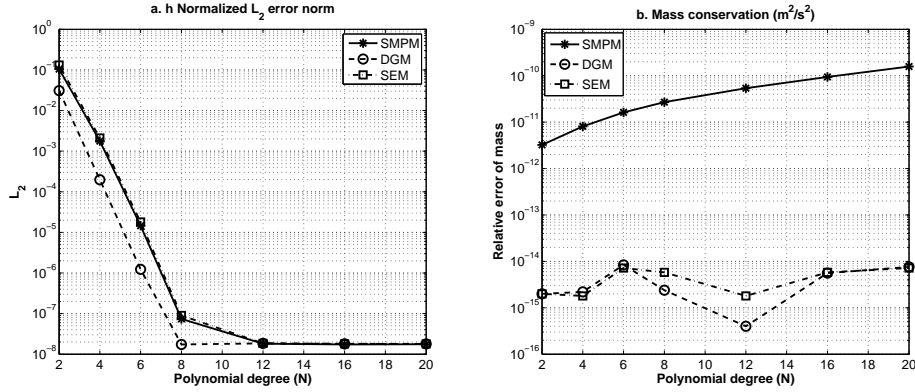 a. h Normalized L₂ error norm
10⁰
10⁻¹
10⁻²
10⁻³
10⁻⁴
10⁻⁵
10⁻⁶
10⁻⁷
10⁻⁸
L₂
SMPM
DGM
SEM
2 4 6 8 10 12 14 16 18 20
Polynomial degree (N)
b. Mass conservation (m²/s²)
10⁻⁹
10⁻¹⁰
10⁻¹¹
10⁻¹²
10⁻¹³
10⁻¹⁴
10⁻¹⁵
10⁻¹⁶
Relative error of mass
SMPM
DGM
SEM
2 4 6 8 10 12 14 16 18 20
Polynomial degree (N)